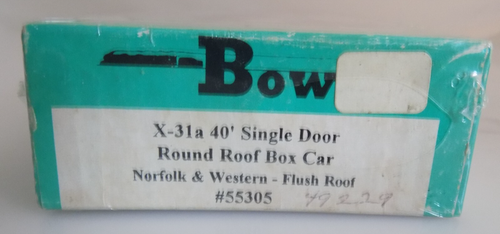 Bow
X-31a 40' Single Door
Round Roof Box Car
Norfolk & Western - Flush Roof
#55305